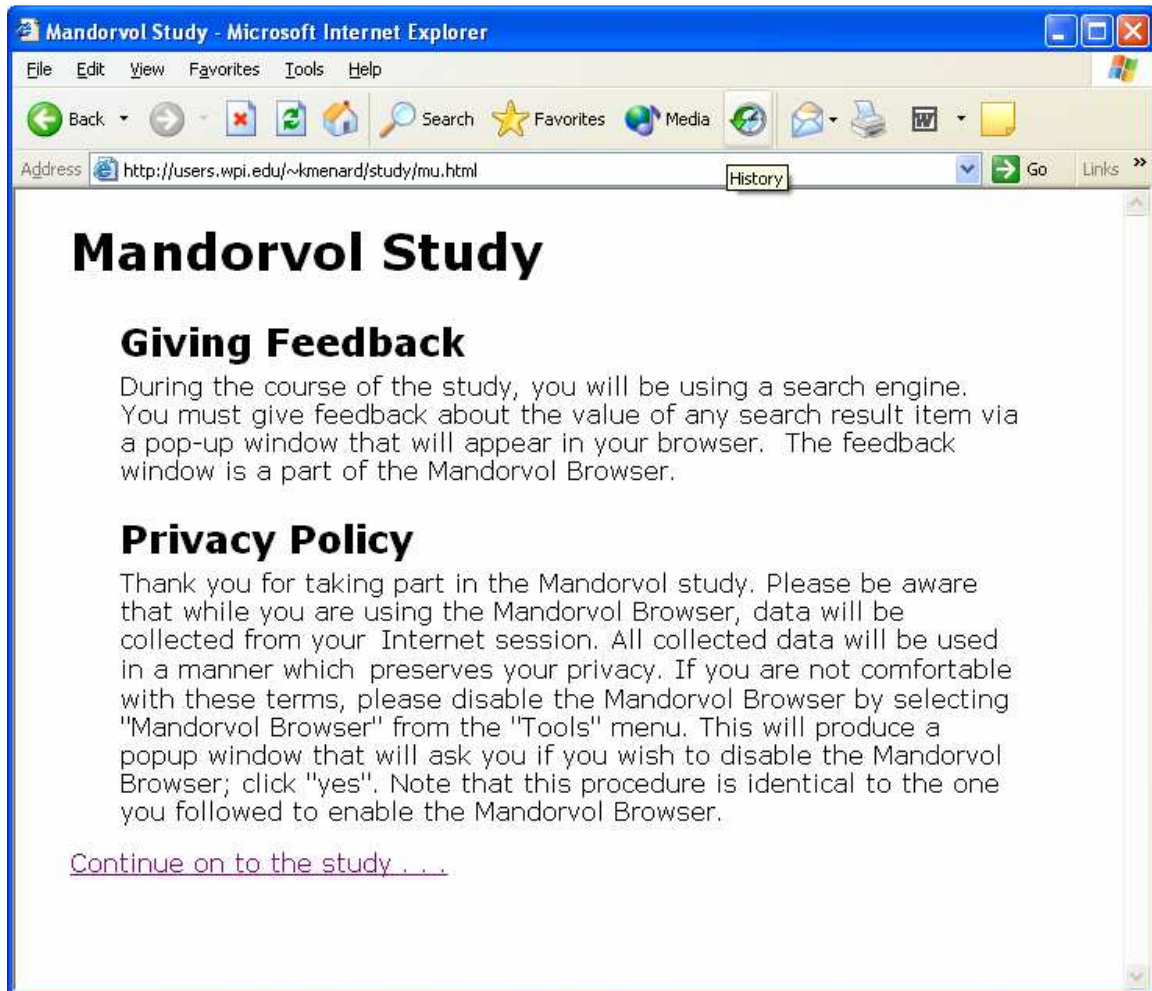 Mandorvol Study - Microsoft Internet Explorer
File Edit View Favorites Tools Help
Back Search Favorites Media W
Address http://users.wpi.edu/~kmenard/study/mu.html Go Links »
History
Mandorvol Study
Giving Feedback
During the course of the study, you will be using a search engine.
You must give feedback about the value of any search result item via
a pop-up window that will appear in your browser.  The feedback
window is a part of the Mandorvol Browser.
Privacy Policy
Thank you for taking part in the Mandorvol study. Please be aware
that while you are using the Mandorvol Browser, data will be
collected from your  Internet session. All collected data will be used
in a manner which  preserves your privacy. If you are not comfortable
with these terms, please disable the Mandorvol Browser by selecting
"Mandorvol Browser" from the "Tools" menu. This will produce a
popup window that will ask you if you wish to disable the Mandorvol
Browser; click "yes". Note that this procedure is identical to the one
you followed to enable the Mandorvol Browser.
Continue on to the study . . .